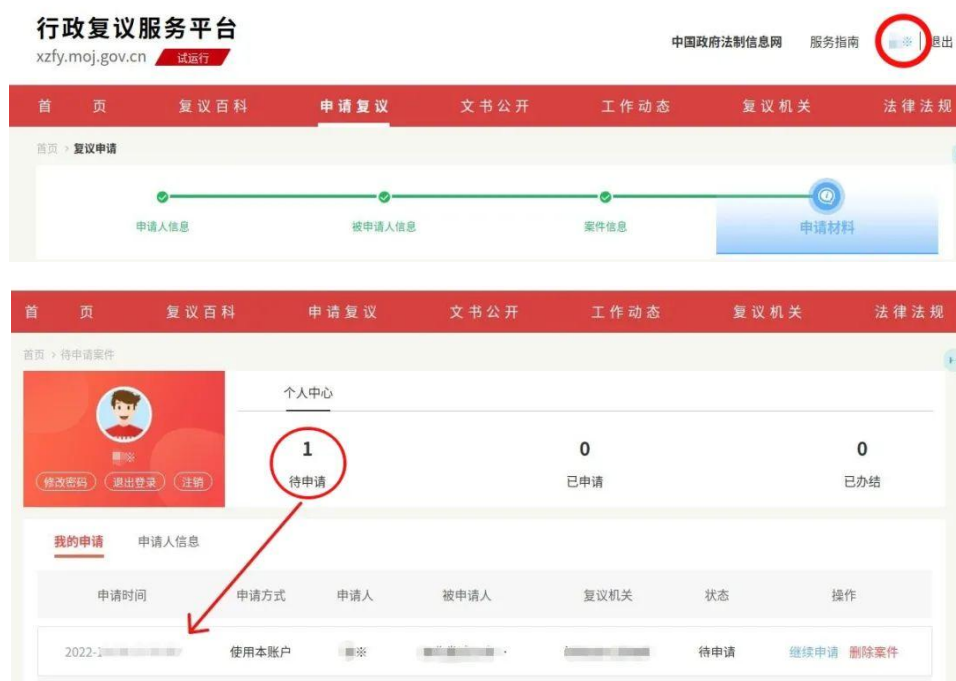 行政复议服务平台
xzfy.moj.gov.cn 试运行
中国政府法制信息网 服务指南 ※ 退出
首 页 复议百科 申请复议 文书公开 工作动态 复议机关 法律法规
首页 > 复议申请
申请人信息 被申请人信息 案件信息 申请材料
首 页 复议百科 申请复议 文书公开 工作动态 复议机关 法律法规
首页 > 待申请案件
个人中心
※
修改密码 退出登录 注销
1 0 0
待申请 已申请 已办结
我的申请 申请人信息
申请时间 申请方式 申请人 被申请人 复议机关 状态 操作
2022- 使用本账户 ※ 待申请 继续申请 删除案件